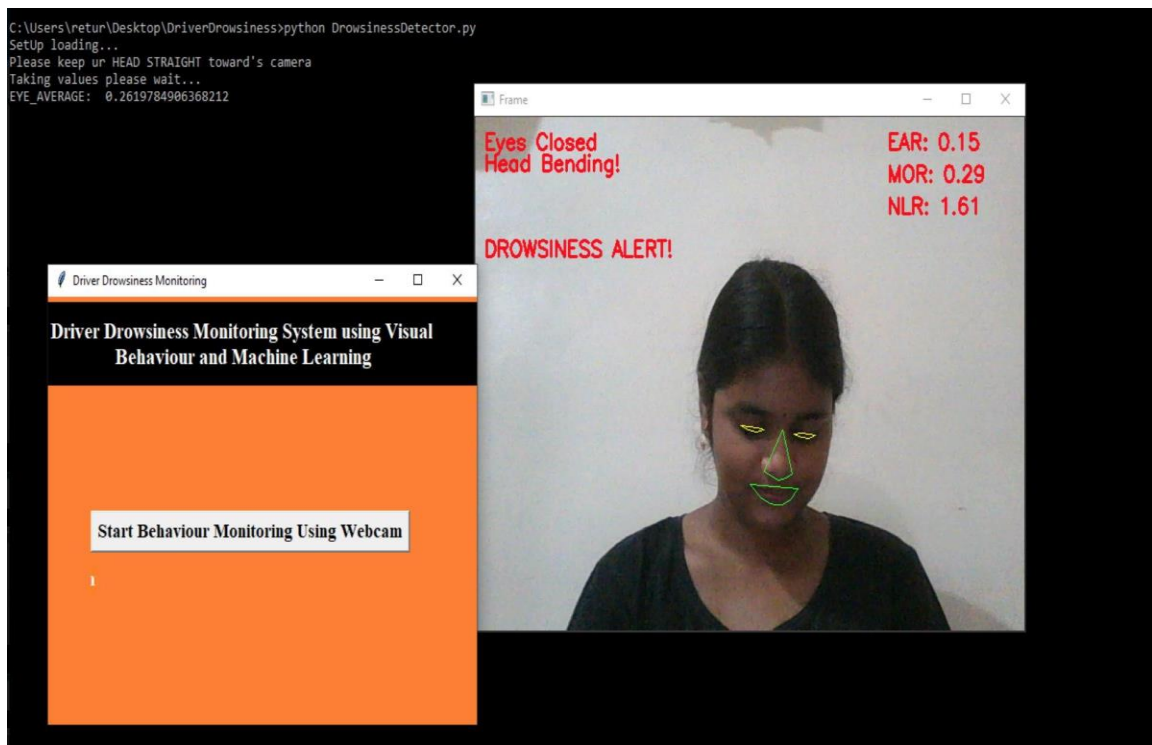 C:\Users\retur\Desktop\DriverDrowsiness>python DrowsinessDetector.py
SetUp loading...
Please keep ur HEAD STRAIGHT toward's camera
Taking values please wait...
EYE_AVERAGE:  0.2619784906368212
Frame
Eyes Closed
Head Bending!
EAR: 0.15
MOR: 0.29
NLR: 1.61
DROWSINESS ALERT!
Driver Drowsiness Monitoring
Driver Drowsiness Monitoring System using Visual
Behaviour and Machine Learning
Start Behaviour Monitoring Using Webcam